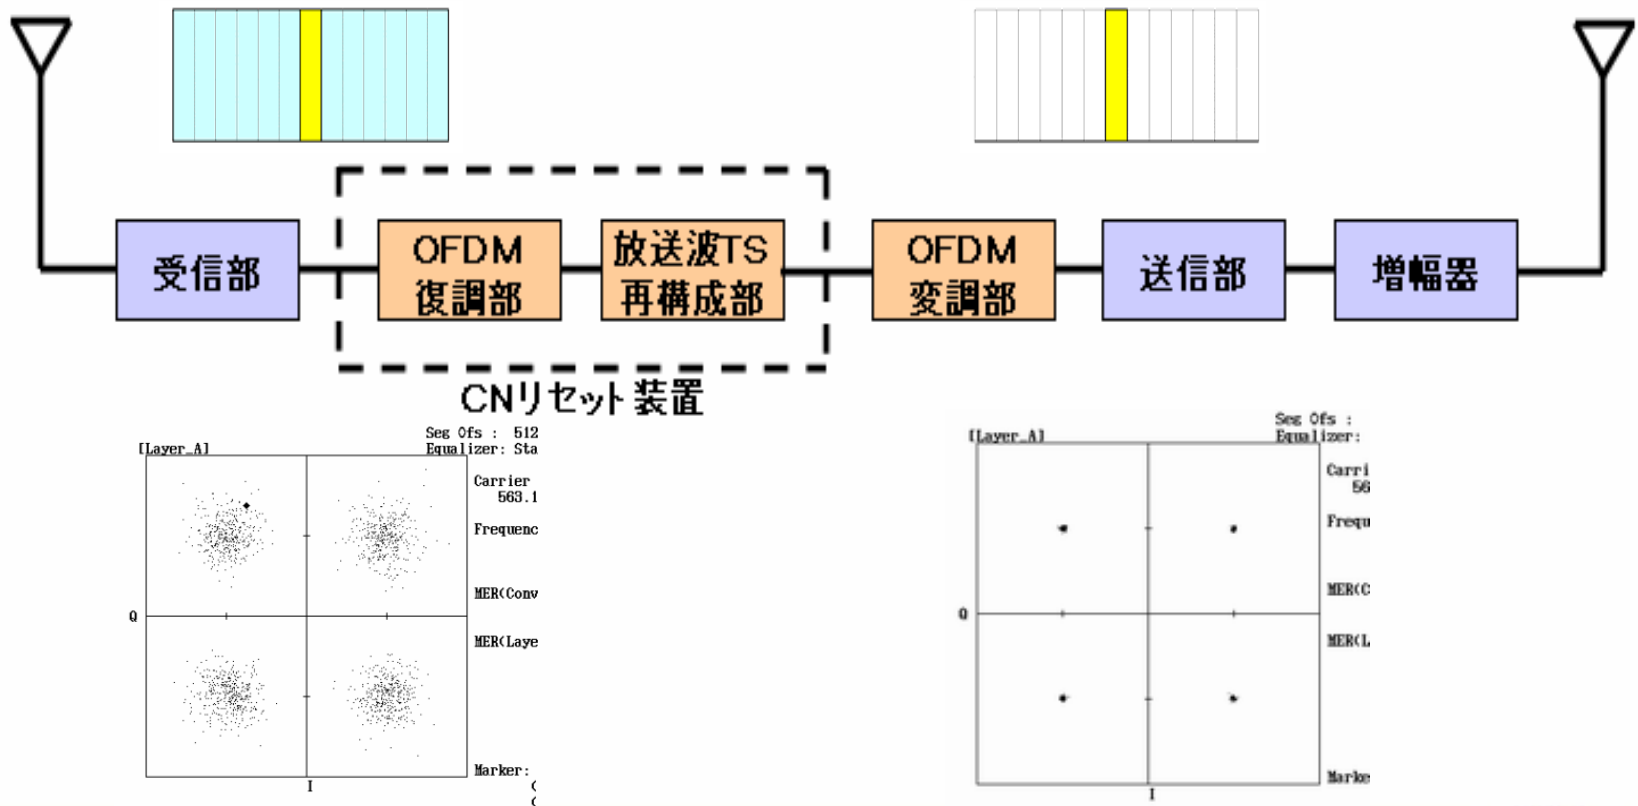 受信部
OFDM
復調部
放送波TS
再構成部
OFDM
変調部
送信部
増幅器
CNリセット装置
[Layer_A]
Seg Ofs : 512
Equalizer: Sta
Carrier
563.1
Frequenc
MER(Conv
MER(Laye
Marker:
Q
I
[Layer_A]
Seg Ofs :
Equalizer:
Carri
56
Frequ
MER(C
MER(L
Marke
Q
I